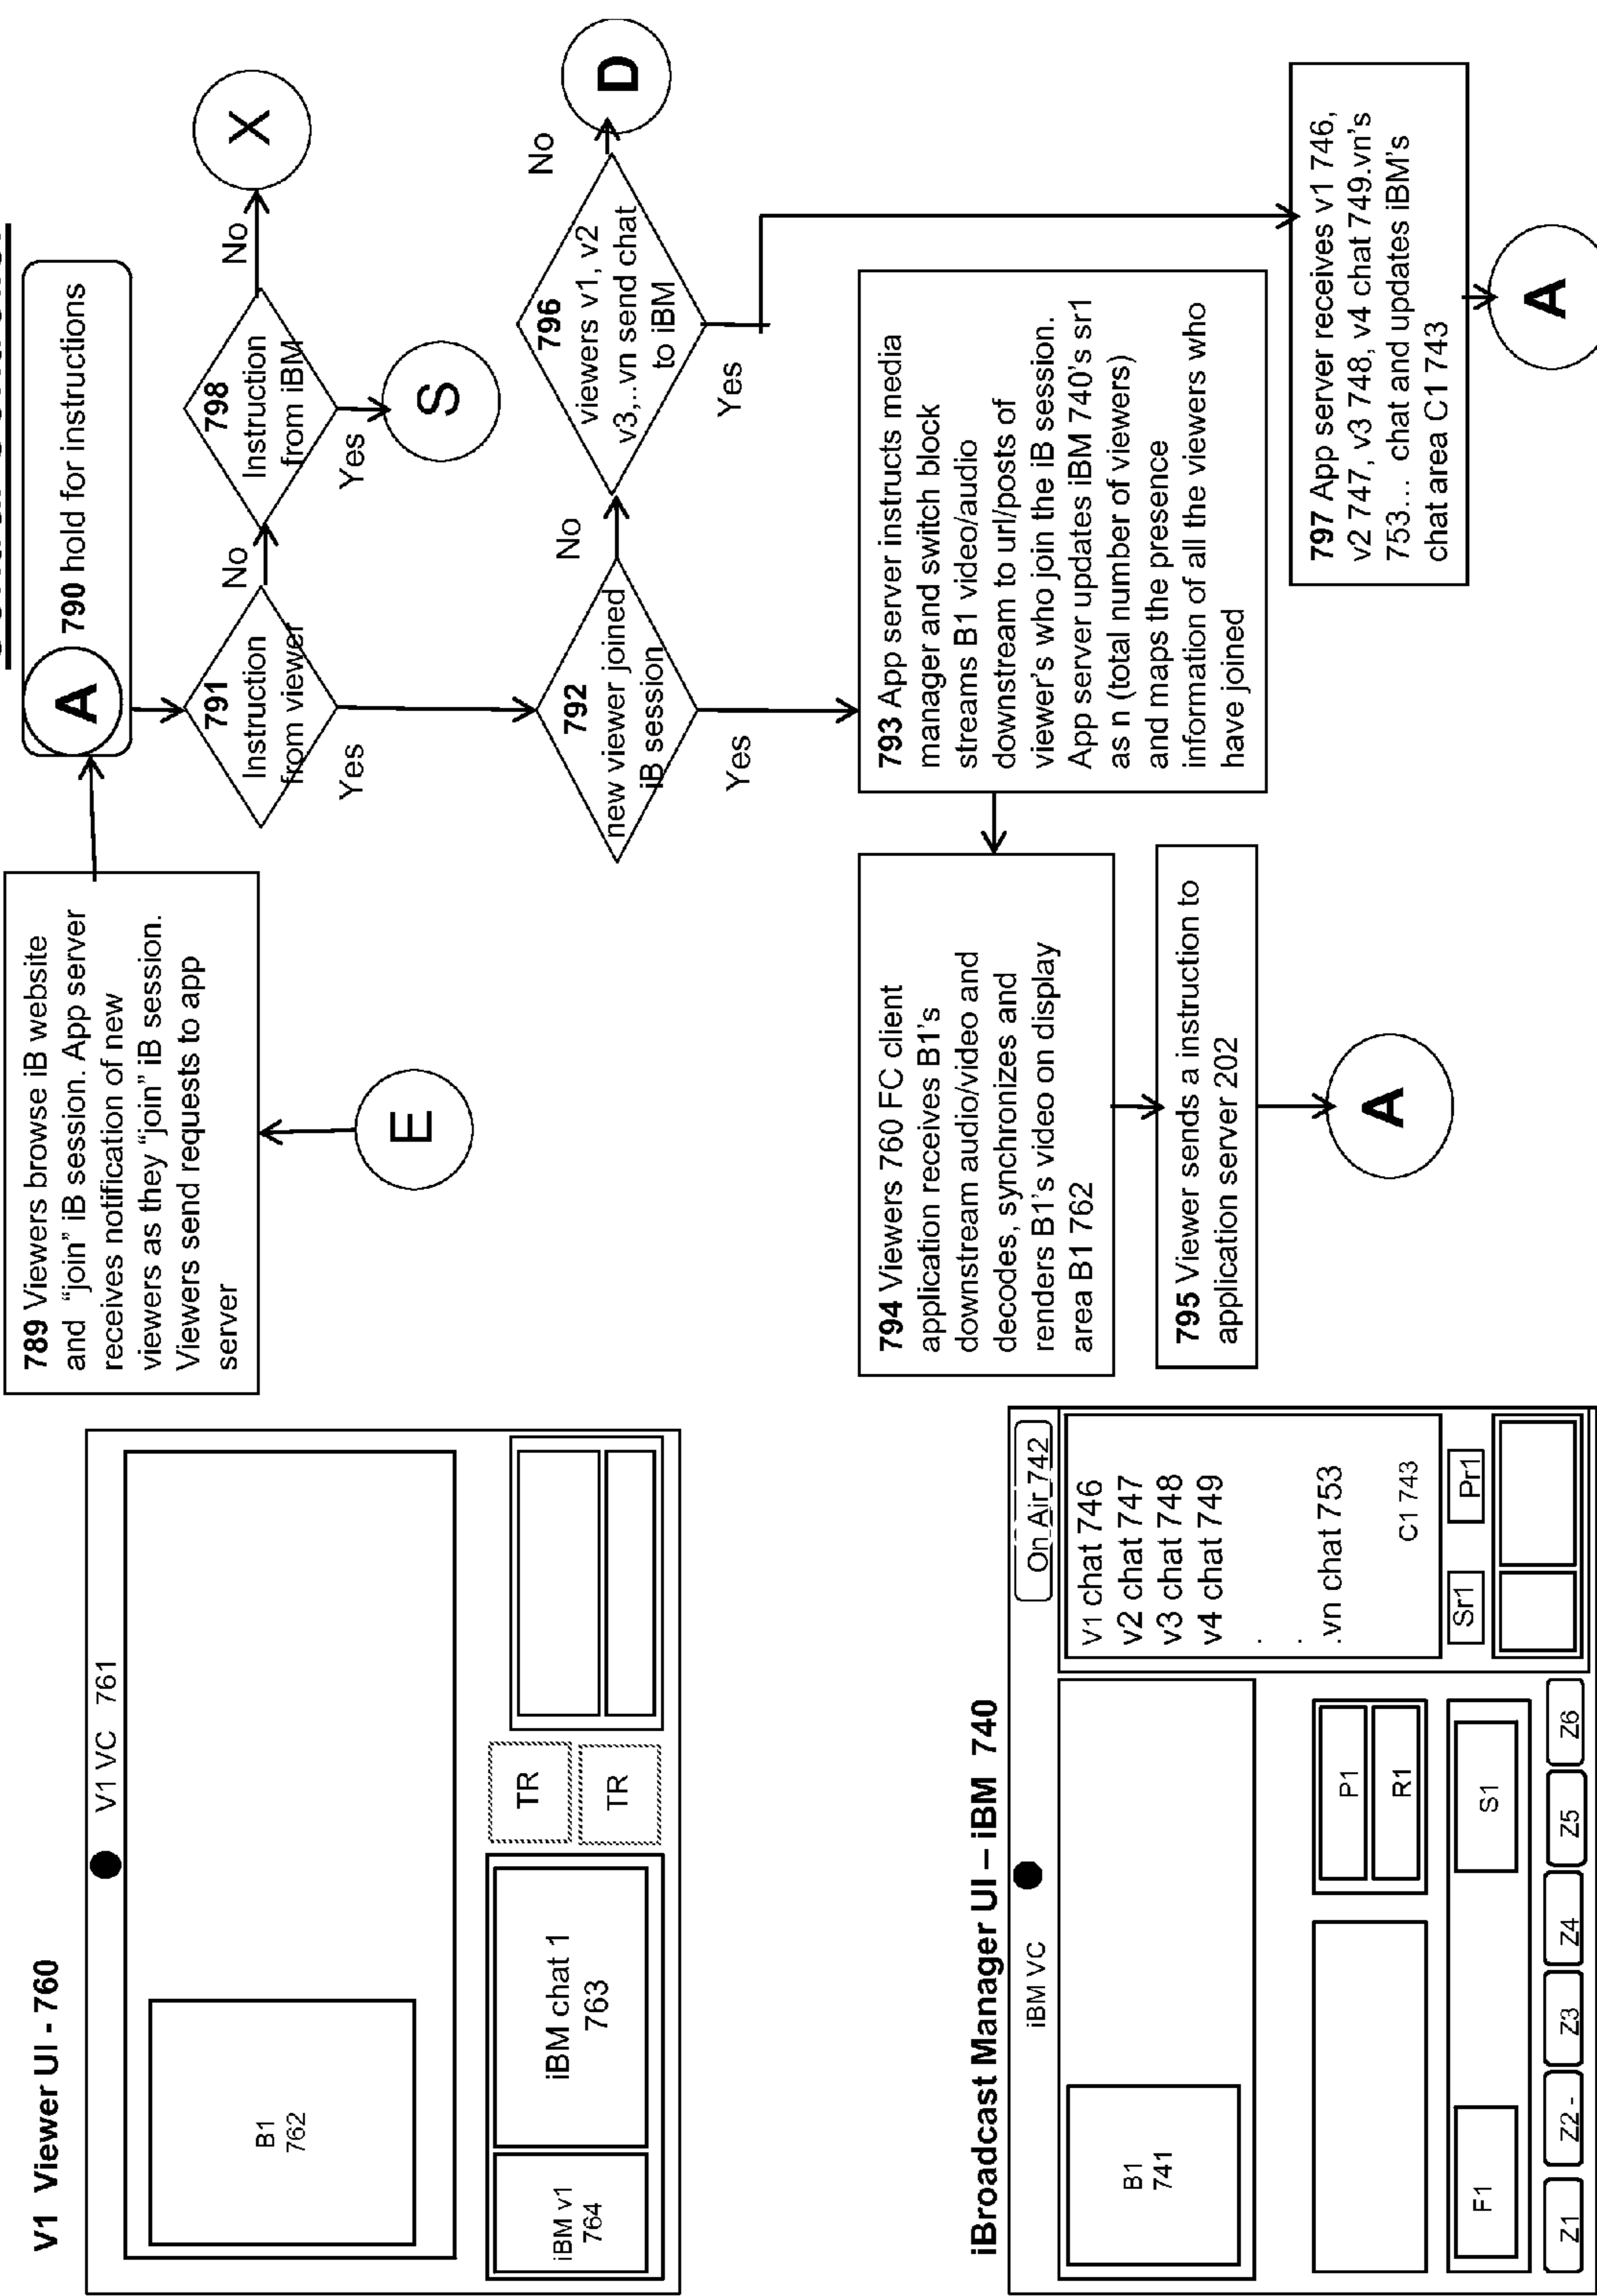 V1 Viewer UI - 760
V1 VC 761
B1
762
iBM v1
764
iBM chat 1
763
TR
TR
iBroadcast Manager UI – iBM 740
iBM VC
On Air 742
B1
741
V1 chat 746
v2 chat 747
v3 chat 748
v4 chat 749
.
.
.vn chat 753
C1 743
P1
R1
Sr1
Pr1
F1
S1
Z1
Z2 -
Z3
Z4
Z5
Z6
789 Viewers browse iB website
and “join” iB session. App server
receives notification of new
viewers as they “join” iB session.
Viewers send requests to app
server
E
A
790 hold for instructions
791
Instruction
from viewer
No
Yes
798
Instruction
from iBM
No
Yes
X
S
792
new viewer joined
iB session
No
Yes
796
viewers v1, v2
v3,..vn send chat
to iBM
No
Yes
D
793 App server instructs media
manager and switch block
streams B1 video/audio
downstream to url/posts of
viewer's who join the iB session.
App server updates iBM 740's sr1
as n (total number of viewers)
and maps the presence
information of all the viewers who
have joined
794 Viewers 760 FC client
application receives B1's
downstream audio/video and
decodes, synchronizes and
renders B1's video on display
area B1 762
795 Viewer sends a instruction to
application server 202
A
797 App server receives v1 746,
v2 747, v3 748, v4 chat 749.vn's
753... chat and updates iBM's
chat area C1 743
A